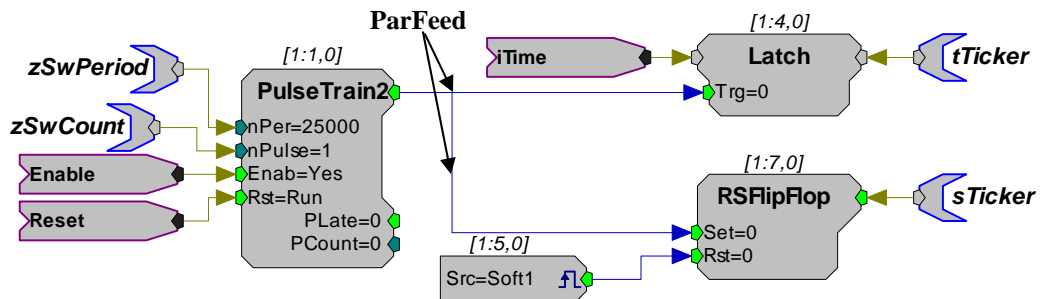 ParFeed
[1:4,0]
zSwPeriod
[1:1,0]
iTime
Latch
tTicker
PulseTrain2
Trg=0
zSwCount
nPer=25000
nPulse=1
[1:7,0]
Enable
Enab=Yes
RSFlipFlop
sTicker
Reset
Rst=Run
PLate=0
Set=0
PCount=0
[1:5,0]
Rst=0
Src=Soft1